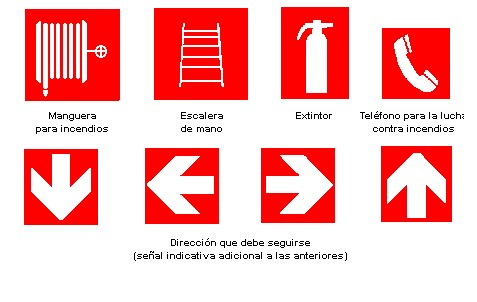 Manguera
para incendios
Escalera
de mano
Extintor
Teléfono para la lucha
contra incendios
Dirección que debe seguirse
(señal indicativa adicional a las anteriores)